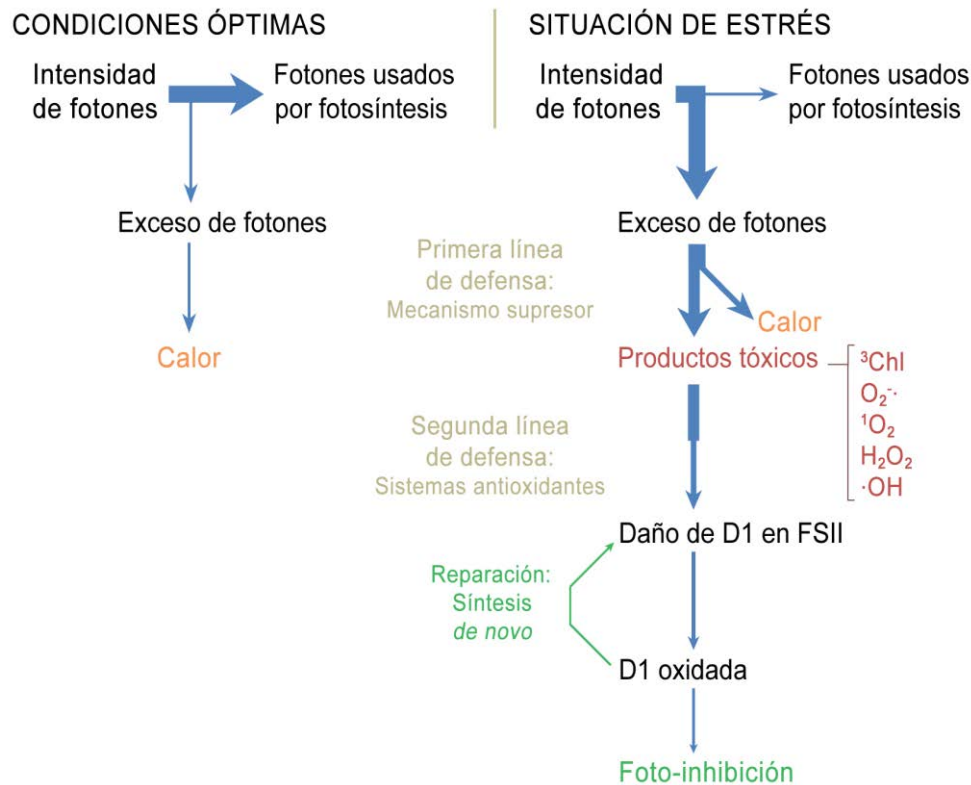 CONDICIONES ÓPTIMAS
Intensidad
de fotones
Fotones usados
por fotosíntesis
Exceso de fotones
Calor
SITUACIÓN DE ESTRÉS
Intensidad
de fotones
Fotones usados
por fotosíntesis
Exceso de fotones
Primera línea
de defensa:
Mecanismo supresor
Calor
Productos tóxicos
³Chl
O₂⁻·
¹O₂
H₂O₂
·OH
Segunda línea
de defensa:
Sistemas antioxidantes
Daño de D1 en FSII
Reparación:
Síntesis
de novo
D1 oxidada
Foto-inhibición